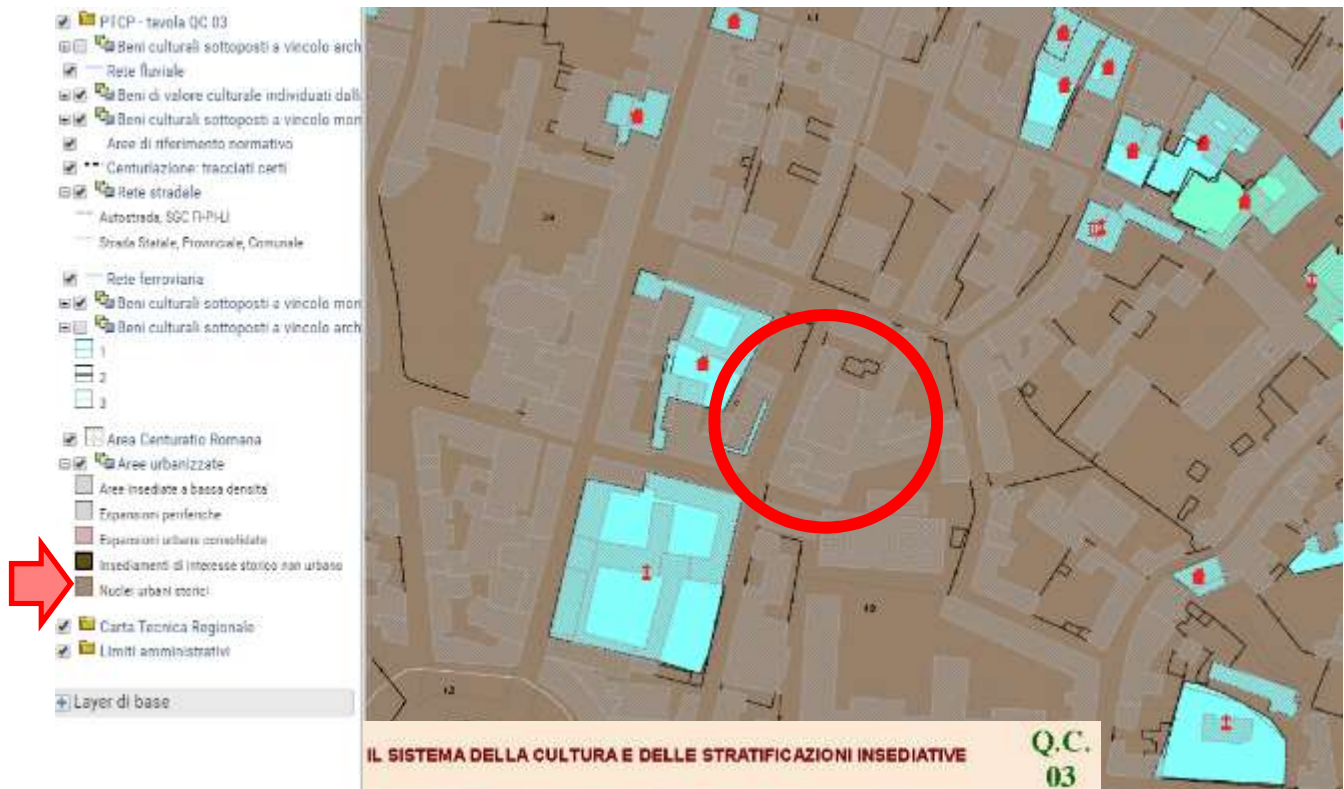 PTCP - tavola QC 03
Beni culturali sottoposti a vincolo arch
Rete fluviale
Beni di valore culturale individuati dall
Beni culturali sottoposti a vincolo mon
Aree di riferimento normativo
Centuriazione: tracciati certi
Rete stradale
Autostrada, SGC FI-PI-LI
Strada Statale, Provinciale, Comunale
Rete ferroviaria
Beni culturali sottoposti a vincolo mon
Beni culturali sottoposti a vincolo arch
1
2
3
Area Centuratio Romana
Aree urbanizzate
Aree insediate a bassa densita'
Espansioni periferiche
Espansioni urbane consolidate
Insediamenti di interesse storico non urbano
Nuclei urbani storici
Carta Tecnica Regionale
Limiti amministrativi
Layer di base
IL SISTEMA DELLA CULTURA E DELLE STRATIFICAZIONI INSEDIATIVE
Q.C.
03